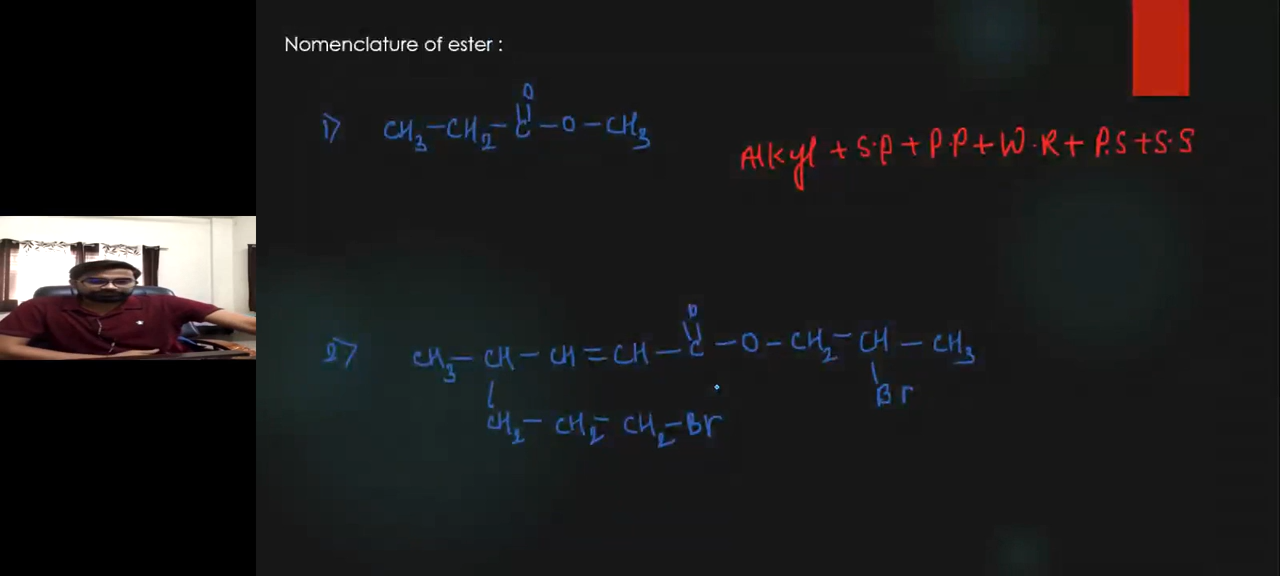 Nomenclature of ester :
1) CH3-CH2-C(=O)-O-CH3
Alkyl + S.P + P.P + W.R + P.S + S.S
2) CH3-CH-CH=CH-C(=O)-O-CH2-CH-CH3
Br
CH2-CH2-CH2-Br